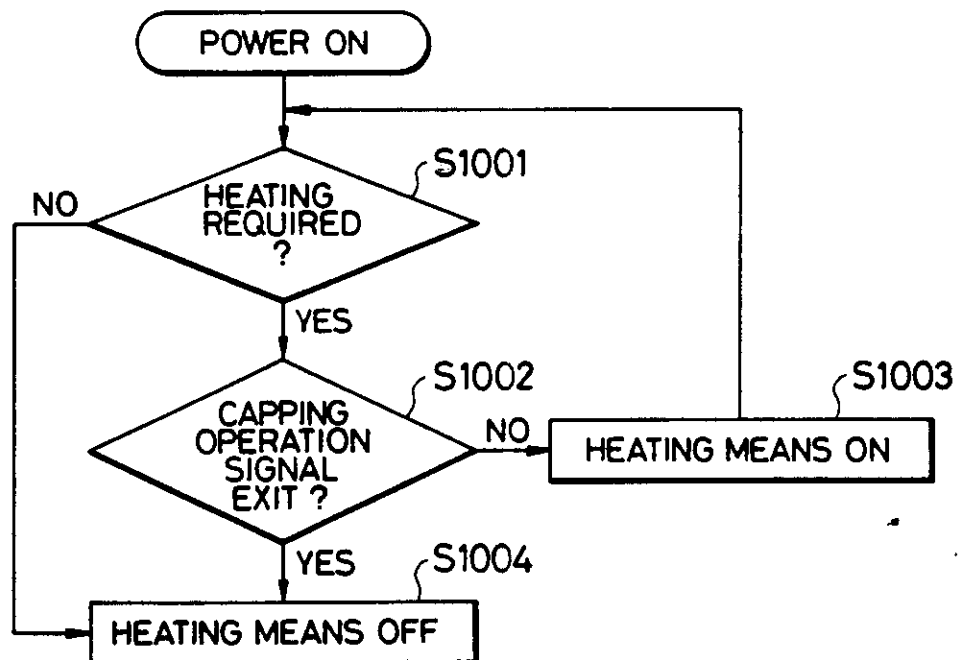 POWER ON
S1001
NO
HEATING
REQUIRED
?
YES
S1002
S1003
CAPPING
OPERATION
SIGNAL
EXIT ?
NO
HEATING MEANS ON
YES
S1004
HEATING MEANS OFF